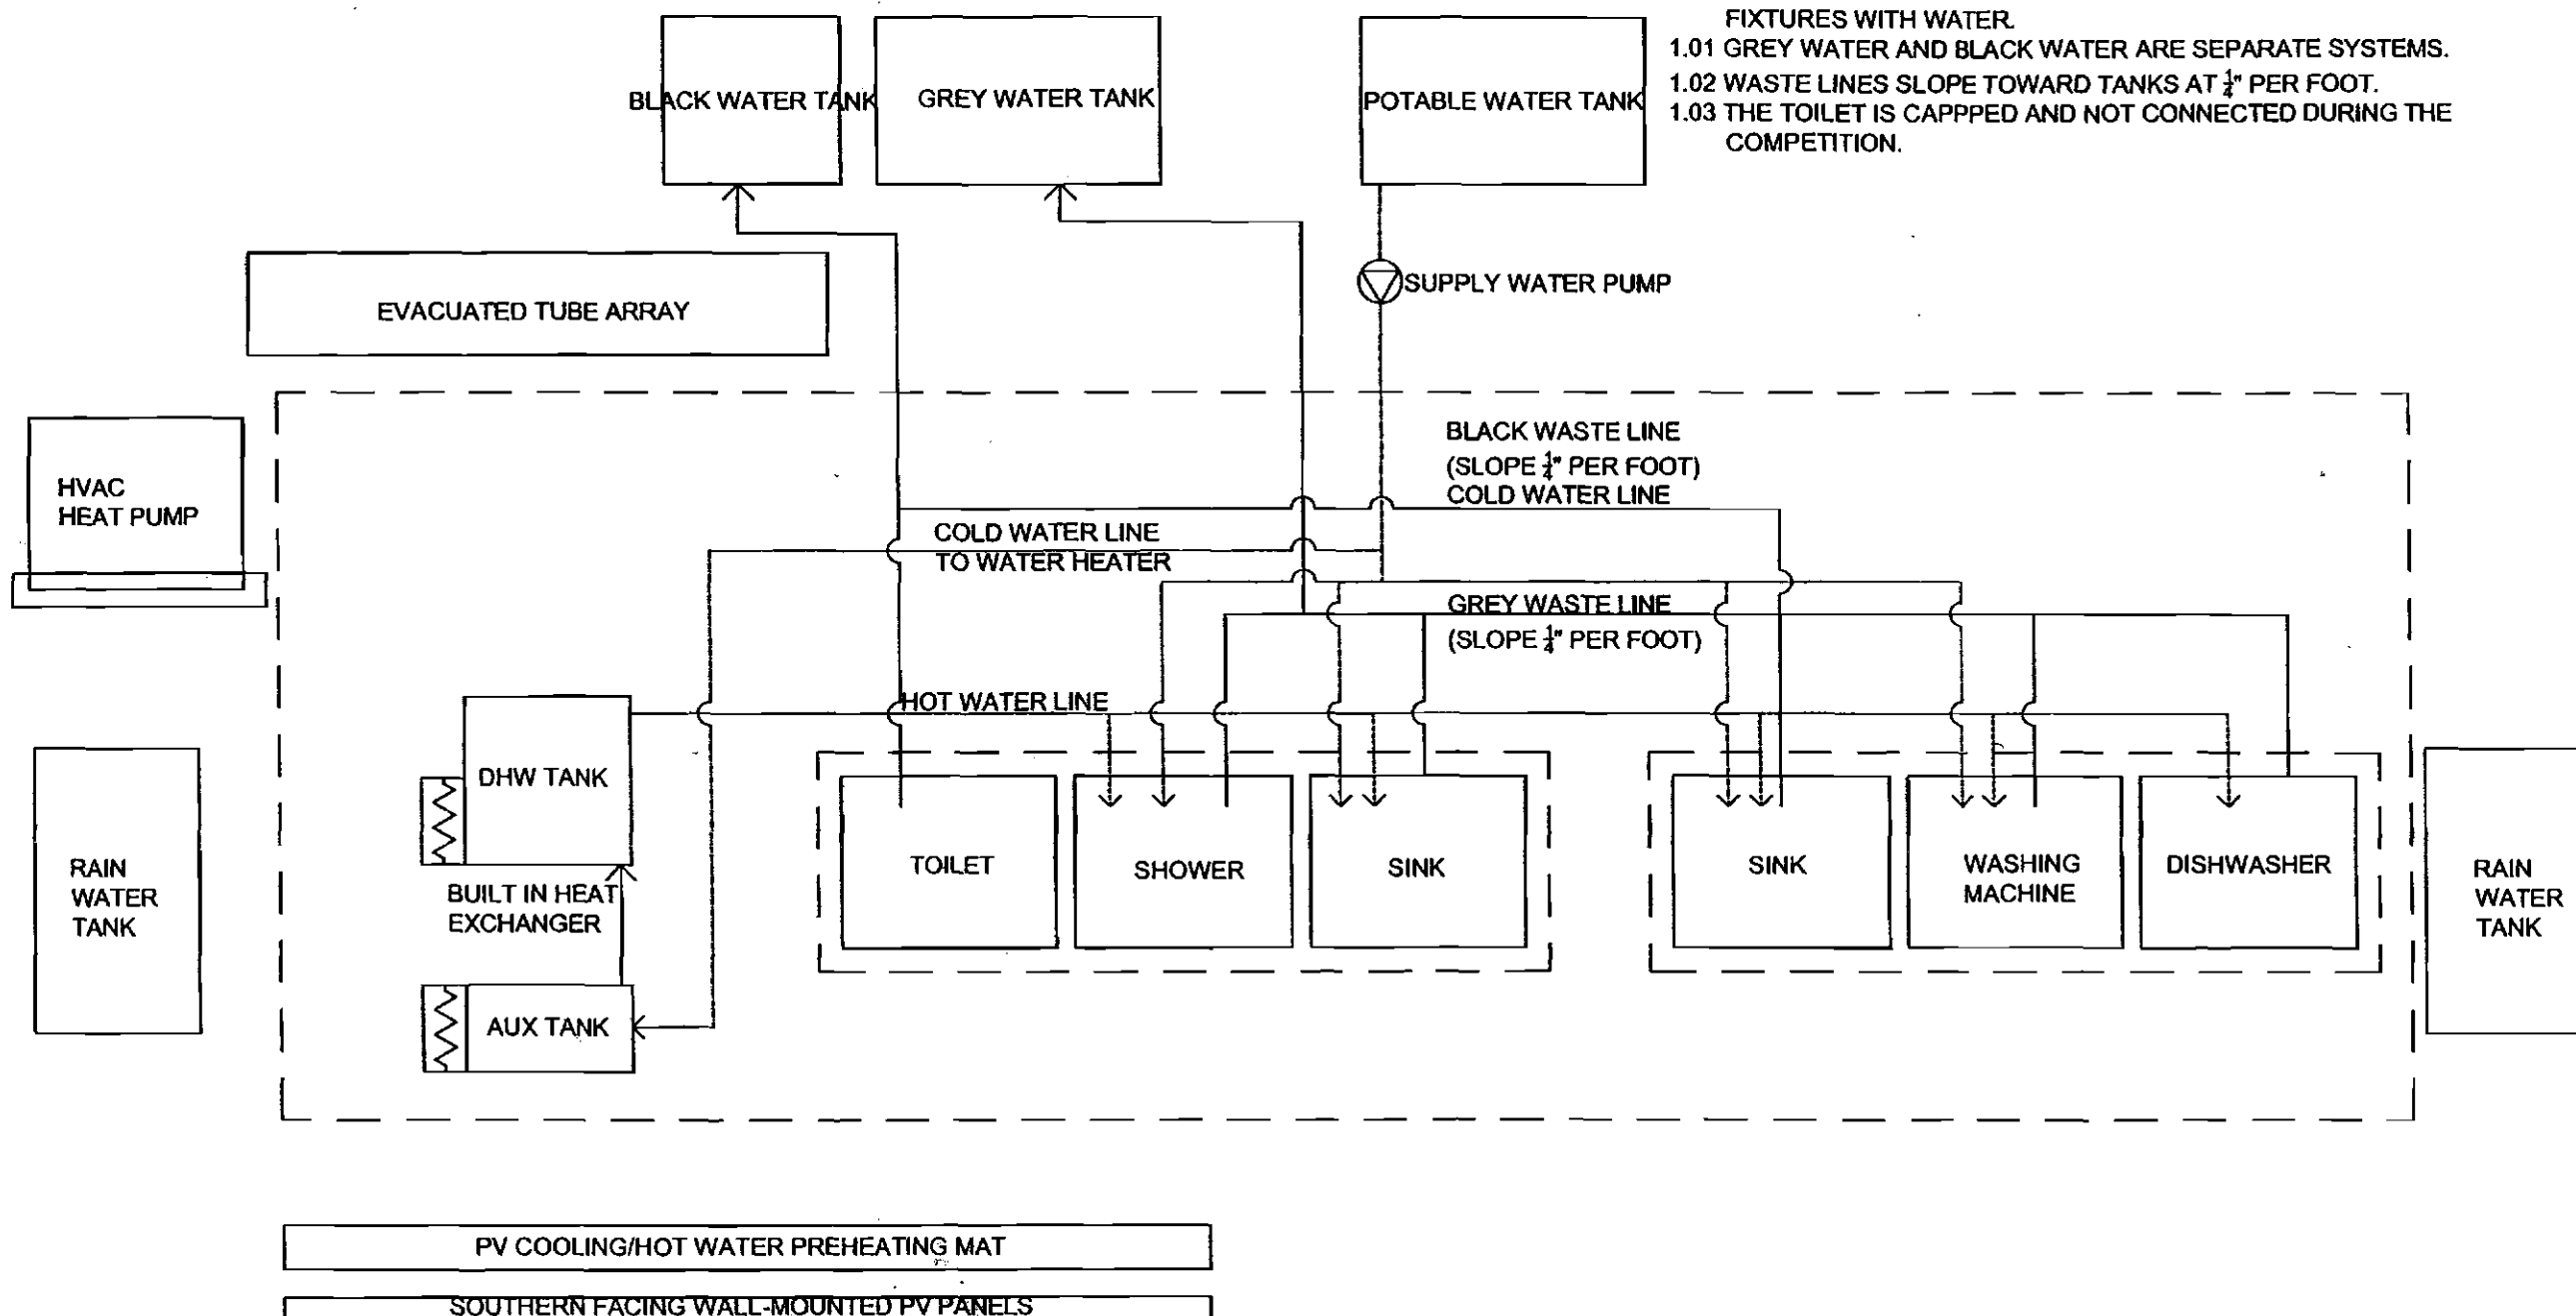 FIXTURES WITH WATER.
1.01 GREY WATER AND BLACK WATER ARE SEPARATE SYSTEMS.
1.02 WASTE LINES SLOPE TOWARD TANKS AT ¼" PER FOOT.
1.03 THE TOILET IS CAPPPED AND NOT CONNECTED DURING THE
COMPETITION.
BLACK WATER TANK
GREY WATER TANK
POTABLE WATER TANK
SUPPLY WATER PUMP
EVACUATED TUBE ARRAY
HVAC
HEAT PUMP
BLACK WASTE LINE
(SLOPE ¼" PER FOOT)
COLD WATER LINE
COLD WATER LINE
TO WATER HEATER
GREY WASTE LINE
(SLOPE ¼" PER FOOT)
HOT WATER LINE
DHW TANK
BUILT IN HEAT
EXCHANGER
AUX TANK
RAIN
WATER
TANK
TOILET
SHOWER
SINK
SINK
WASHING
MACHINE
DISHWASHER
RAIN
WATER
TANK
PV COOLING/HOT WATER PREHEATING MAT
SOUTHERN FACING WALL-MOUNTED PV PANELS